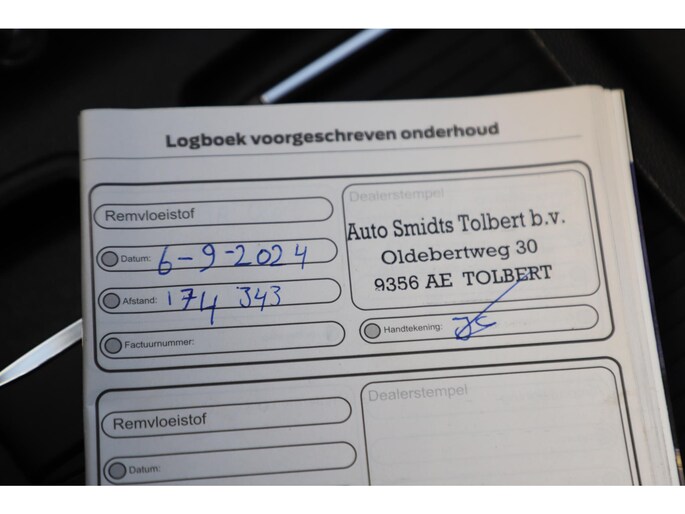 Logboek voorgeschreven onderhoud
Remvloeistof
Dealerstempel
Auto Smidts Tolbert b.v.
Oldebertweg 30
9356 AE TOLBERT
Datum: 6-9-2024
Afstand: 174 343
Factuurnummer:
Handtekening:
Remvloeistof
Dealerstempel
Datum: